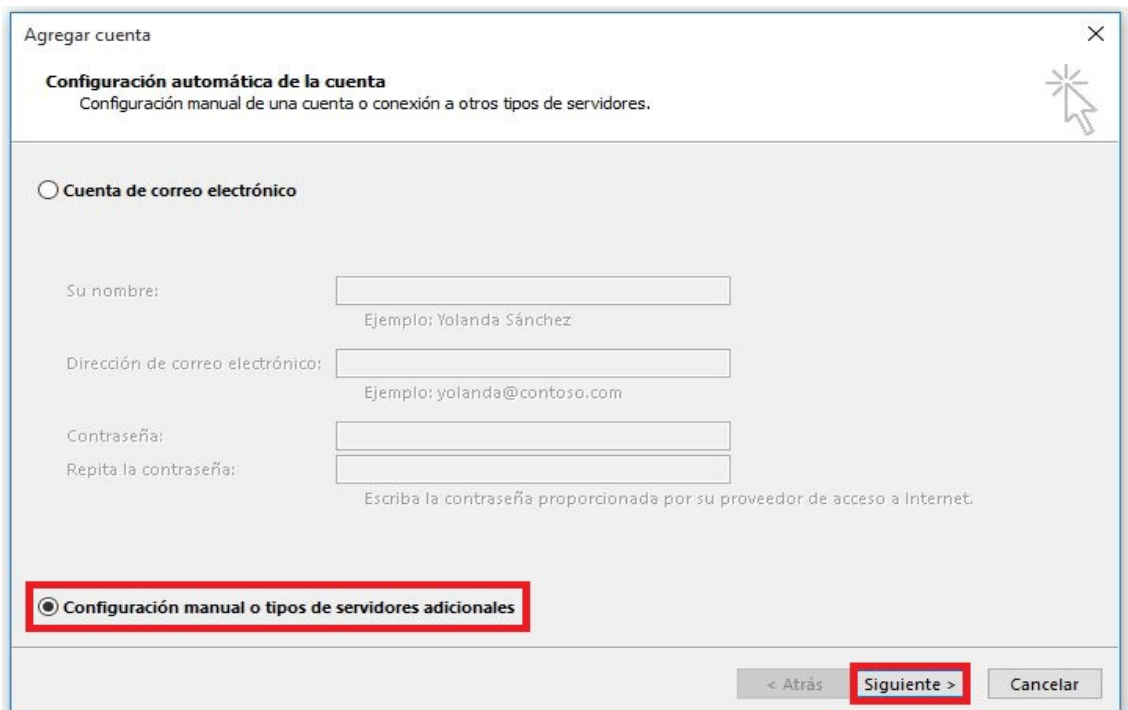 Agregar cuenta
Configuración automática de la cuenta
Configuración manual de una cuenta o conexión a otros tipos de servidores.
Cuenta de correo electrónico
Su nombre:
Ejemplo: Yolanda Sánchez
Dirección de correo electrónico:
Ejemplo: yolanda@contoso.com
Contraseña:
Repita la contraseña:
Escriba la contraseña proporcionada por su proveedor de acceso a Internet.
Configuración manual o tipos de servidores adicionales
< Atrás Siguiente > Cancelar